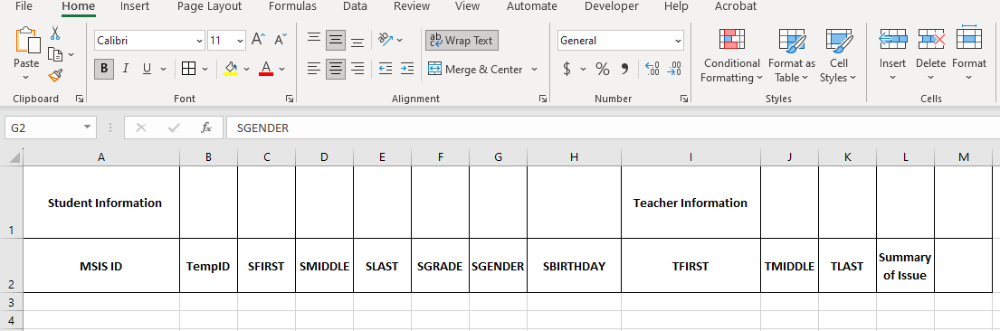 File Home Insert Page Layout Formulas Data Review View Automate Developer Help Acrobat
Calibri 11 A^ Aˇ ab Wrap Text General
Paste B I U A Merge & Center $ % , .00 Conditional Formatting Format as Table Cell Styles Insert Delete Format
Clipboard Font Alignment Number Styles Cells
G2 fx SGENDER
A B C D E F G H I J K L M
1 Student Information Teacher Information
2 MSIS ID TempID SFIRST SMIDDLE SLAST SGRADE SGENDER SBIRTHDAY TFIRST TMIDDLE TLAST Summary of Issue
3
4